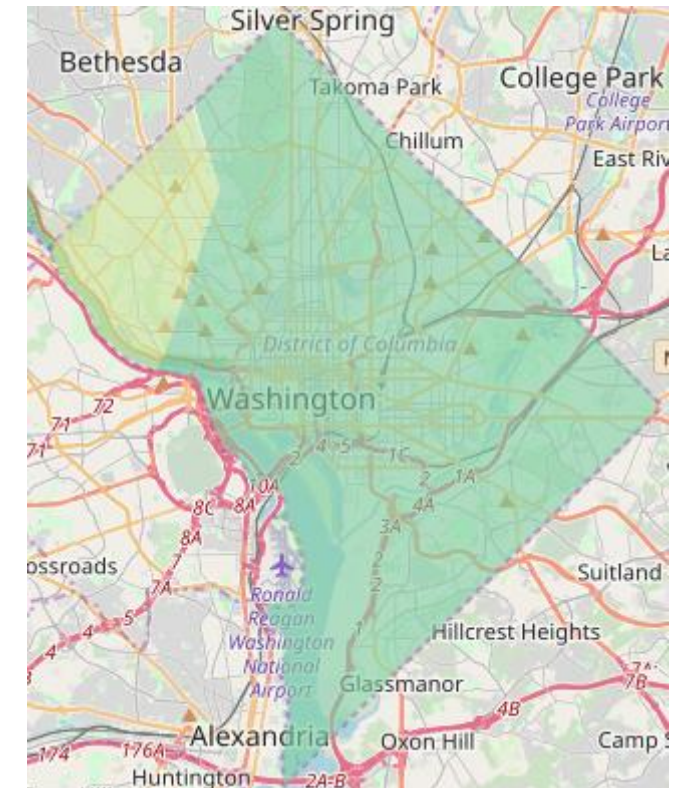 Silver Spring
Bethesda
Takoma Park
College Park
College
Park Airport
Chillum
East Riv
La
District of Columbia
Washington
72
71
71
2
4
5
1C
2
1A
10A
8C
8A
4A
3A
8A
ossroads
7A
2
2
1
5
4
4
Suitland
Ronald
Reagan
Washington
National
Airport
Hillcrest Heights
7A
7B
Glassmanor
4B
Alexandria
Oxon Hill
Camp S
174
176A
Huntington
2A-B